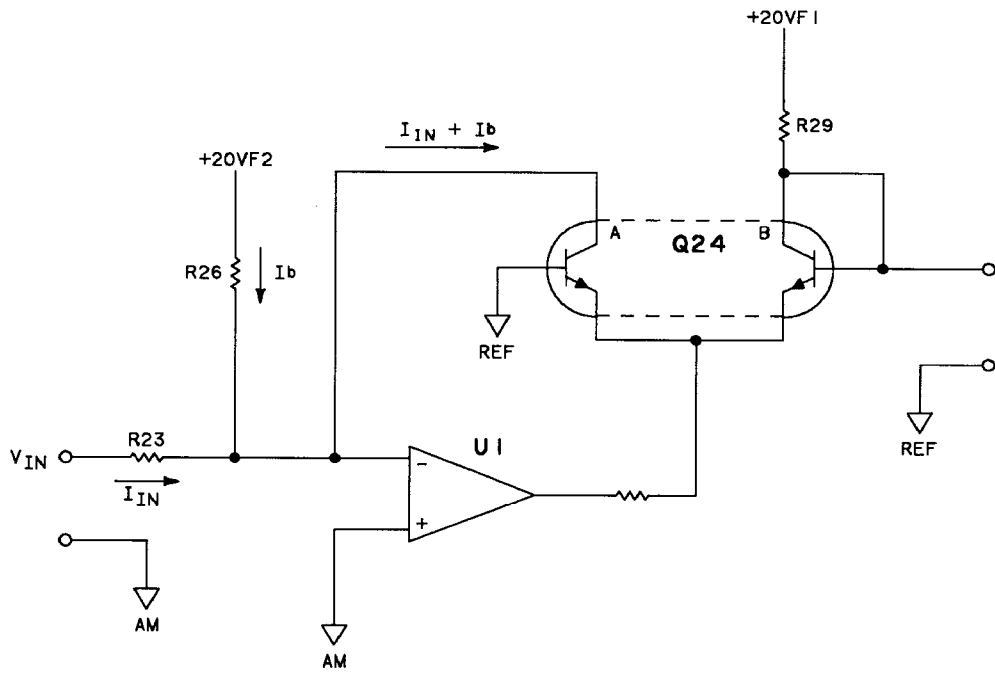 +20VF1
R29
I_IN + Ib
+20VF2
A
Q24
B
R26
Ib
REF
REF
R23
V_IN
I_IN
U1
-
+
AM
AM